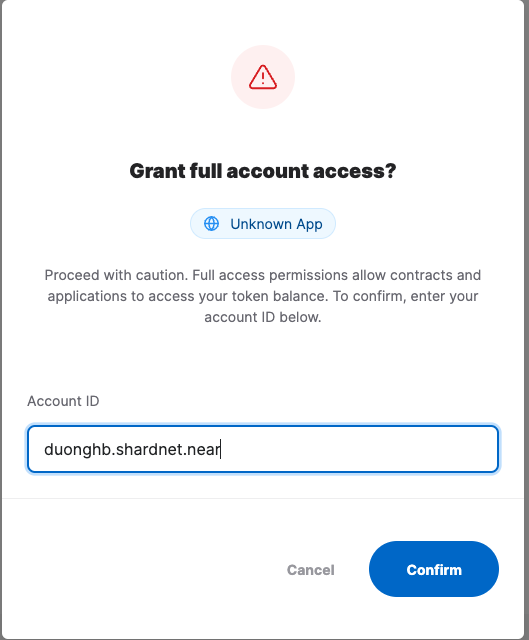 Grant full account access?
Unknown App
Proceed with caution. Full access permissions allow contracts and
applications to access your token balance. To confirm, enter your
account ID below.
Account ID
duonghb.shardnet.near
Cancel
Confirm